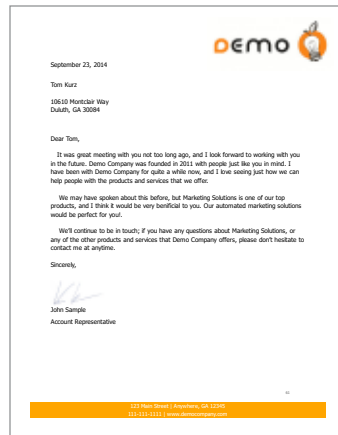 DEMO
September 23, 2014
Tom Kurz
10610 Montclair Way
Duluth, GA 30084
Dear Tom,
It was great meeting with you not too long ago, and I look forward to working with you
in the future. Demo Company was founded in 2011 with people just like you in mind. I
have been with Demo Company for quite a while now, and I love seeing just how we can
help people with the products and services that we offer.
We may have spoken about this before, but Marketing Solutions is one of our top
products, and I think it would be very benificial to you. Our automated marketing solutions
would be perfect for you!.
We'll continue to be in touch; if you have any questions about Marketing Solutions, or
any of the other products and services that Demo Company offers, please don't hesitate to
contact me at anytime.
Sincerely,
John Sample
Account Representative
123 Main Street | Anywhere, GA 12345
111-111-1111 | www.democompany.com